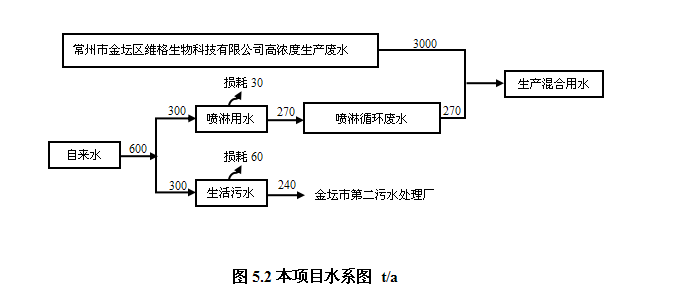 常州市金坛区维格生物科技有限公司高浓度生产废水
3000
生产混合用水
损耗 30
300
喷淋用水
270
喷淋循环废水
270
自来水
600
损耗 60
300
生活污水
240
金坛市第二污水处理厂
图 5.2 本项目水系图 t/a